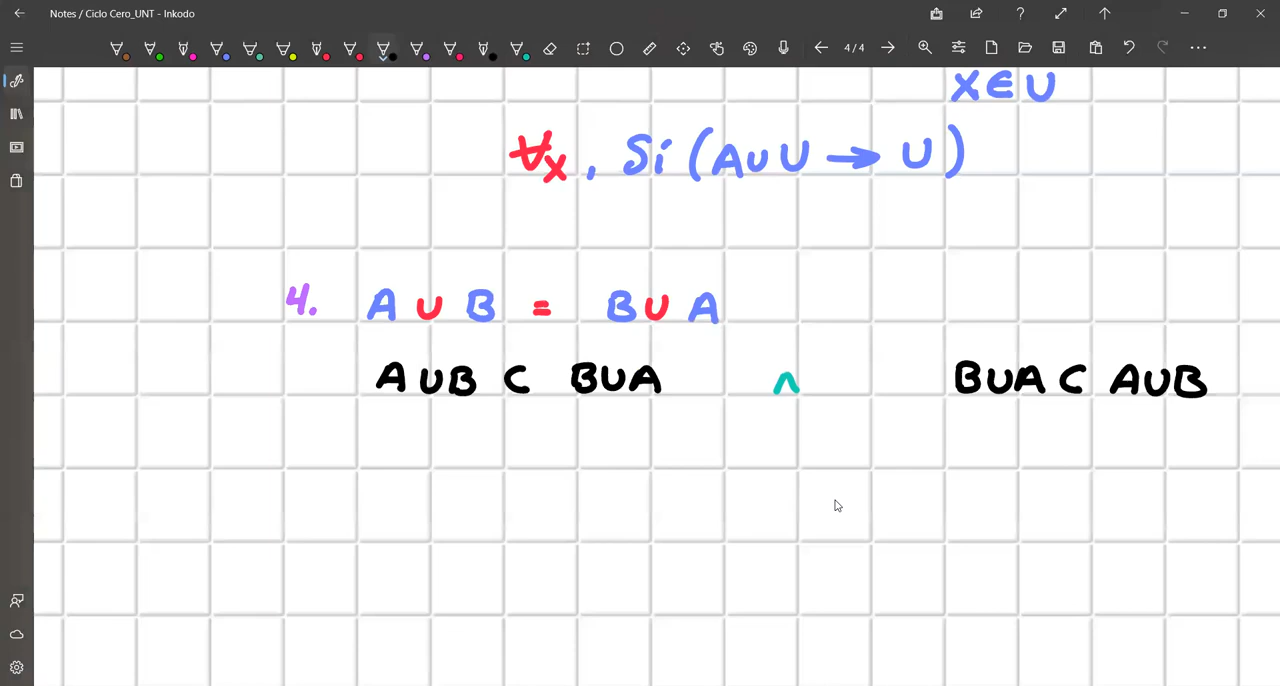 Notes / Ciclo Cero_UNT - Inkodo
4/4
x ∈ U
∀x , Si (A∪U → U)
4. A ∪ B = B ∪ A
A∪B ⊂ B∪A ∧ B∪A ⊂ A∪B